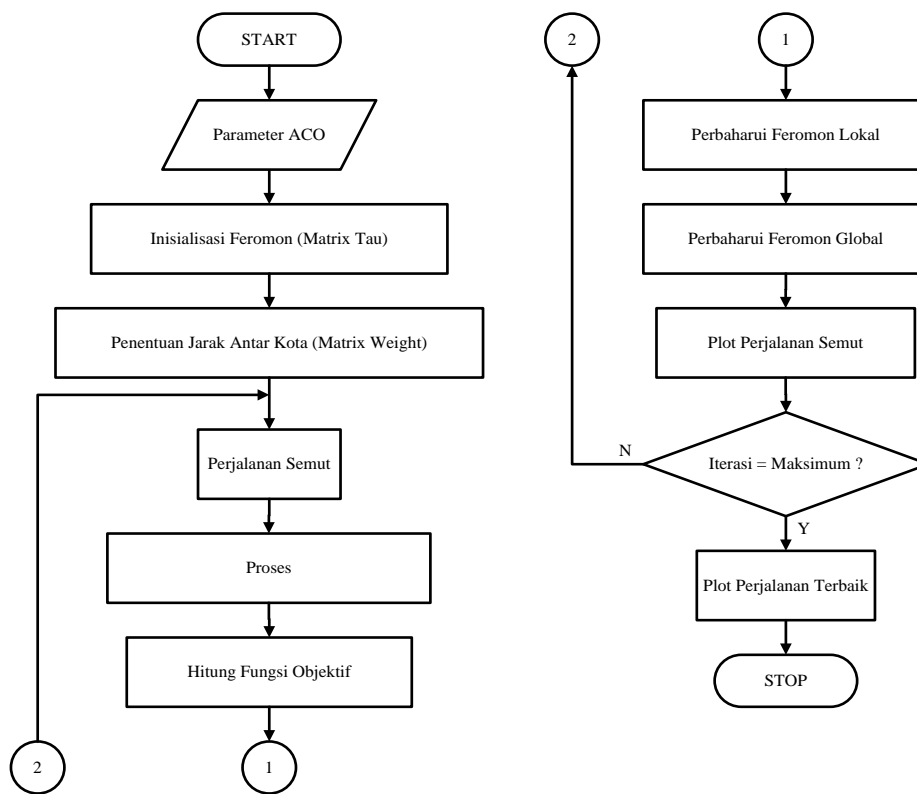 START
Parameter ACO
Inisialisasi Feromon (Matrix Tau)
Penentuan Jarak Antar Kota (Matrix Weight)
Perjalanan Semut
Proses
Hitung Fungsi Objektif
2
1
2
1
Perbaharui Feromon Lokal
Perbaharui Feromon Global
Plot Perjalanan Semut
N
Iterasi = Maksimum ?
Y
Plot Perjalanan Terbaik
STOP